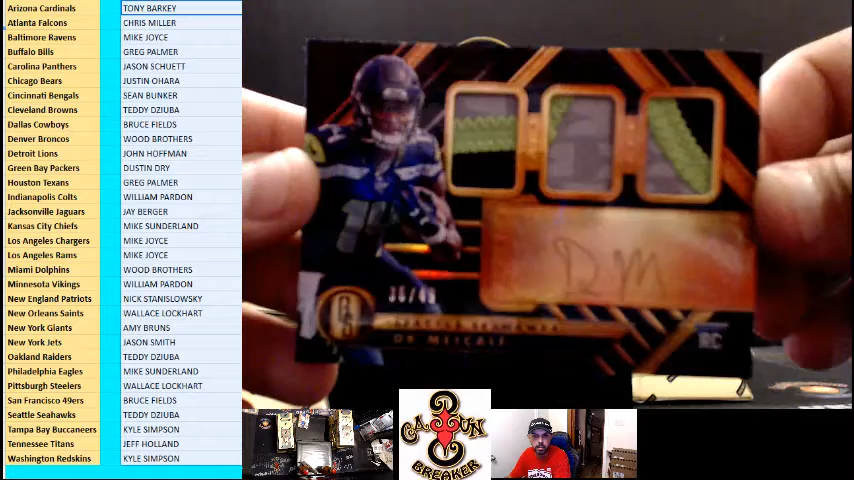 Arizona Cardinals TONY BARKEY
Atlanta Falcons CHRIS MILLER
Baltimore Ravens MIKE JOYCE
Buffalo Bills GREG PALMER
Carolina Panthers JASON SCHUETT
Chicago Bears JUSTIN OHARA
Cincinnati Bengals SEAN BUNKER
Cleveland Browns TEDDY DZIUBA
Dallas Cowboys BRUCE FIELDS
Denver Broncos WOOD BROTHERS
Detroit Lions JOHN HOFFMAN
Green Bay Packers DUSTIN DRY
Houston Texans GREG PALMER
Indianapolis Colts WILLIAM PARDON
Jacksonville Jaguars JAY BERGER
Kansas City Chiefs MIKE SUNDERLAND
Los Angeles Chargers MIKE JOYCE
Los Angeles Rams MIKE JOYCE
Miami Dolphins WOOD BROTHERS
Minnesota Vikings WILLIAM PARDON
New England Patriots NICK STANISLOWSKY
New Orleans Saints WALLACE LOCKHART
New York Giants AMY BRUNS
New York Jets JASON SMITH
Oakland Raiders TEDDY DZIUBA
Philadelphia Eagles MIKE SUNDERLAND
Pittsburgh Steelers WALLACE LOCKHART
San Francisco 49ers BRUCE FIELDS
Seattle Seahawks TEDDY DZIUBA
Tampa Bay Buccaneers KYLE SIMPSON
Tennessee Titans JEFF HOLLAND
Washington Redskins KYLE SIMPSON
DM
SEATTLE SEAHAWKS
DK METCALF
RC
CAJUN
BREAKER